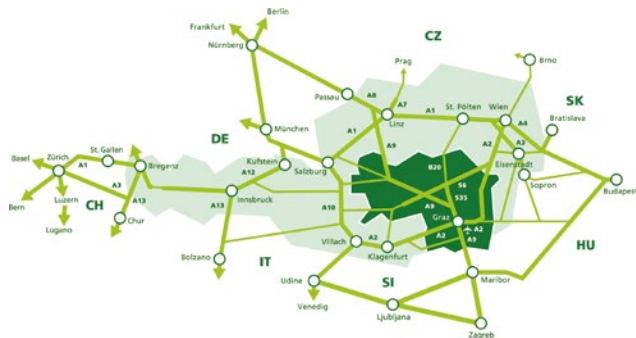 Berlin
Frankfurt
Nürnberg
CZ
Prag
Brno
Passau
A8
A7
Linz
A1
St. Pölten
Wien
SK
Bratislava
A4
DE
München
A1
A9
A2
A3
Eisenstadt
Basel
Zürich
St. Gallen
A1
Bregenz
Kufstein
A12
Salzburg
B20
S6
Sopron
Budapest
Bern
Luzern
A3
A13
CH
Chur
Lugano
Innsbruck
A13
A10
S35
A9
Graz
A2
A9
HU
Villach
A2
Klagenfurt
A2
Bolzano
IT
Udine
SI
Maribor
Venedig
Ljubljana
Zagreb